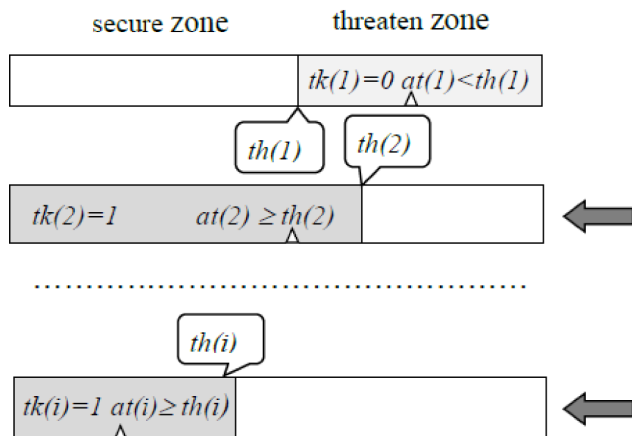 secure zone threaten zone
tk(1)=0 at(1)<th(1)
th(1) th(2)
tk(2)=1 at(2) ≥ th(2)
................................................
th(i)
tk(i)=1 at(i)≥ th(i)